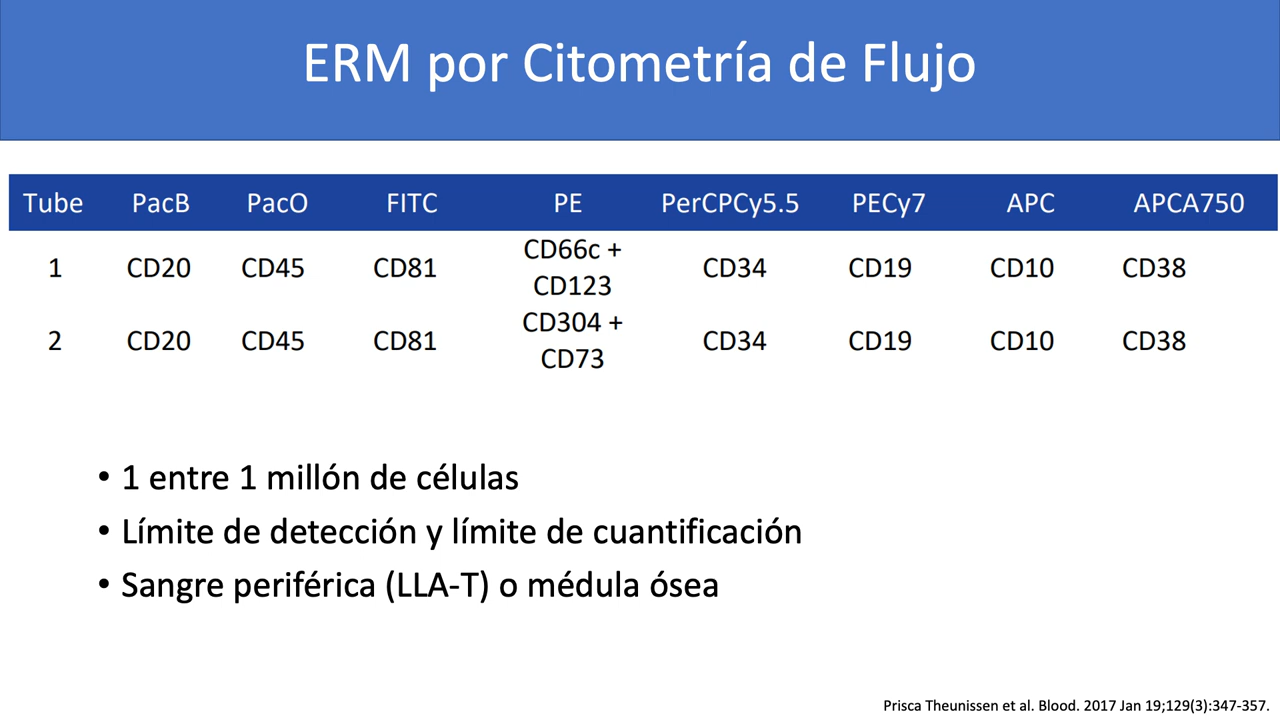 ERM por Citometría de Flujo
Tube PacB PacO FITC PE PerCPCy5.5 PECy7 APC APCA750
1 CD20 CD45 CD81 CD66c + CD123 CD34 CD19 CD10 CD38
2 CD20 CD45 CD81 CD304 + CD73 CD34 CD19 CD10 CD38
• 1 entre 1 millón de células
• Límite de detección y límite de cuantificación
• Sangre periférica (LLA-T) o médula ósea
Prisca Theunissen et al. Blood. 2017 Jan 19;129(3):347-357.